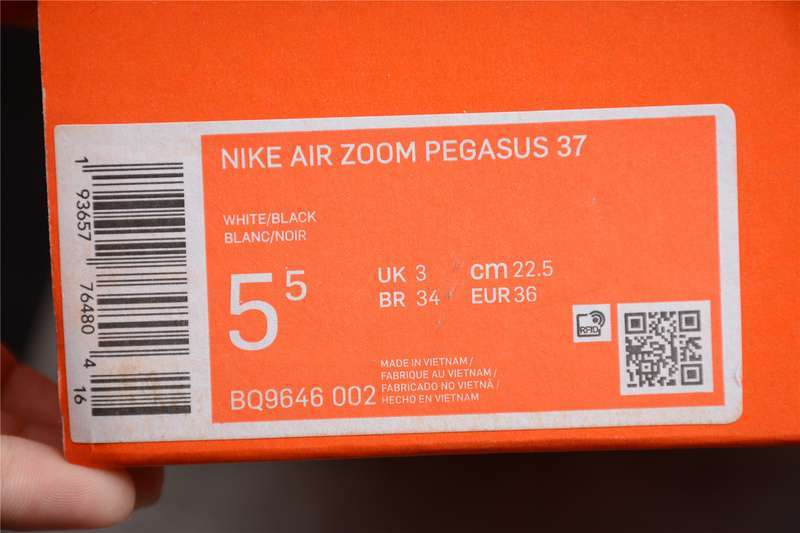 NIKE AIR ZOOM PEGASUS 37
WHITE/BLACK
BLANC/NOIR
5 5
UK 3 cm 22.5
BR 34 EUR 36
RFID
MADE IN VIETNAM /
FABRIQUE AU VIETNAM /
FABRICADO NO VIETNÃ /
HECHO EN VIETNAM
BQ9646 002
1 93657 76480 4 16